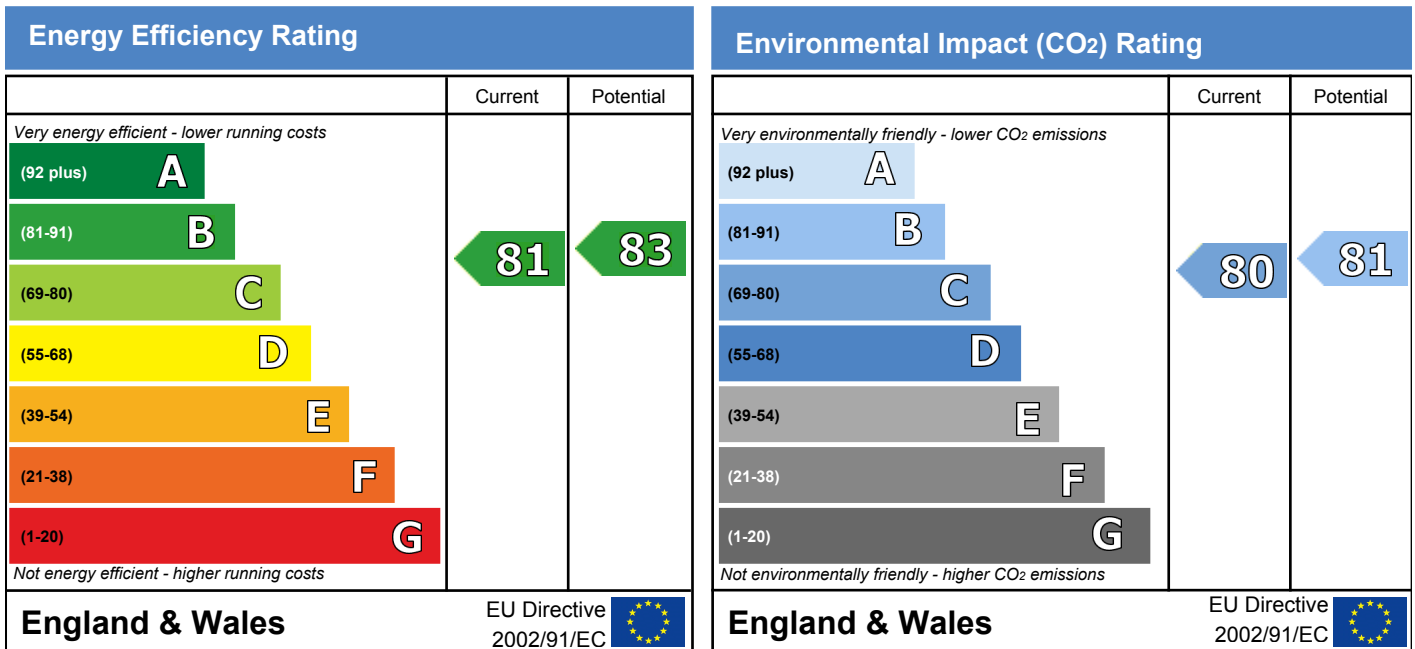 Energy Efficiency Rating
Current Potential
Very energy efficient - lower running costs
(92 plus) A
(81-91) B
(69-80) C
(55-68) D
(39-54) E
(21-38) F
(1-20) G
81 83
Not energy efficient - higher running costs
England & Wales
EU Directive
2002/91/EC
Environmental Impact (CO2) Rating
Current Potential
Very environmentally friendly - lower CO2 emissions
(92 plus) A
(81-91) B
(69-80) C
(55-68) D
(39-54) E
(21-38) F
(1-20) G
80 81
Not environmentally friendly - higher CO2 emissions
England & Wales
EU Directive
2002/91/EC